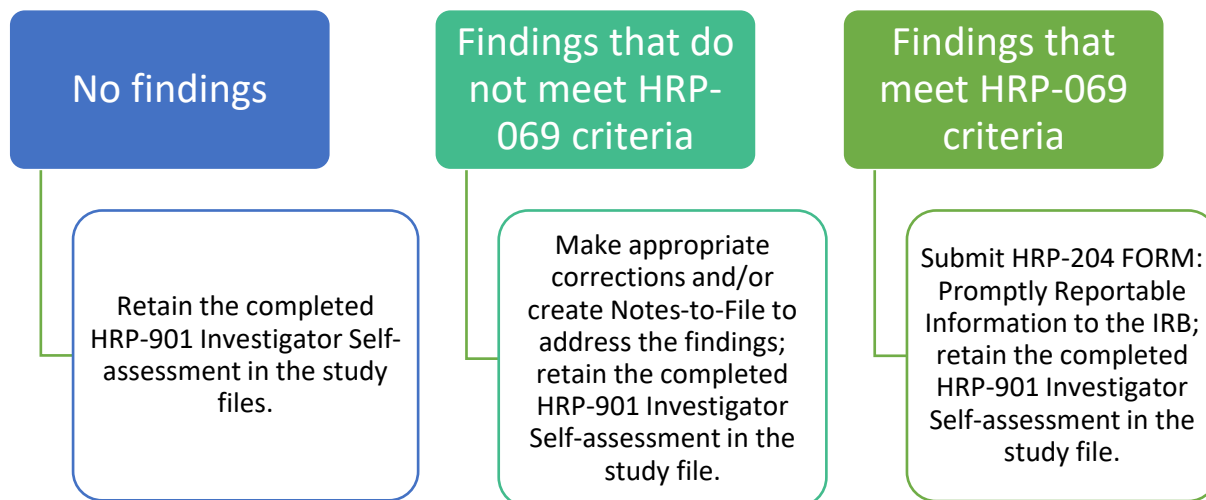 No findings
Retain the completed
HRP-901 Investigator Self-
assessment in the study
files.
Findings that do
not meet HRP-
069 criteria
Make appropriate
corrections and/or
create Notes-to-File to
address the findings;
retain the completed
HRP-901 Investigator
Self-assessment in the
study file.
Findings that
meet HRP-069
criteria
Submit HRP-204 FORM:
Promptly Reportable
Information to the IRB;
retain the completed
HRP-901 Investigator
Self-assessment in the
study file.